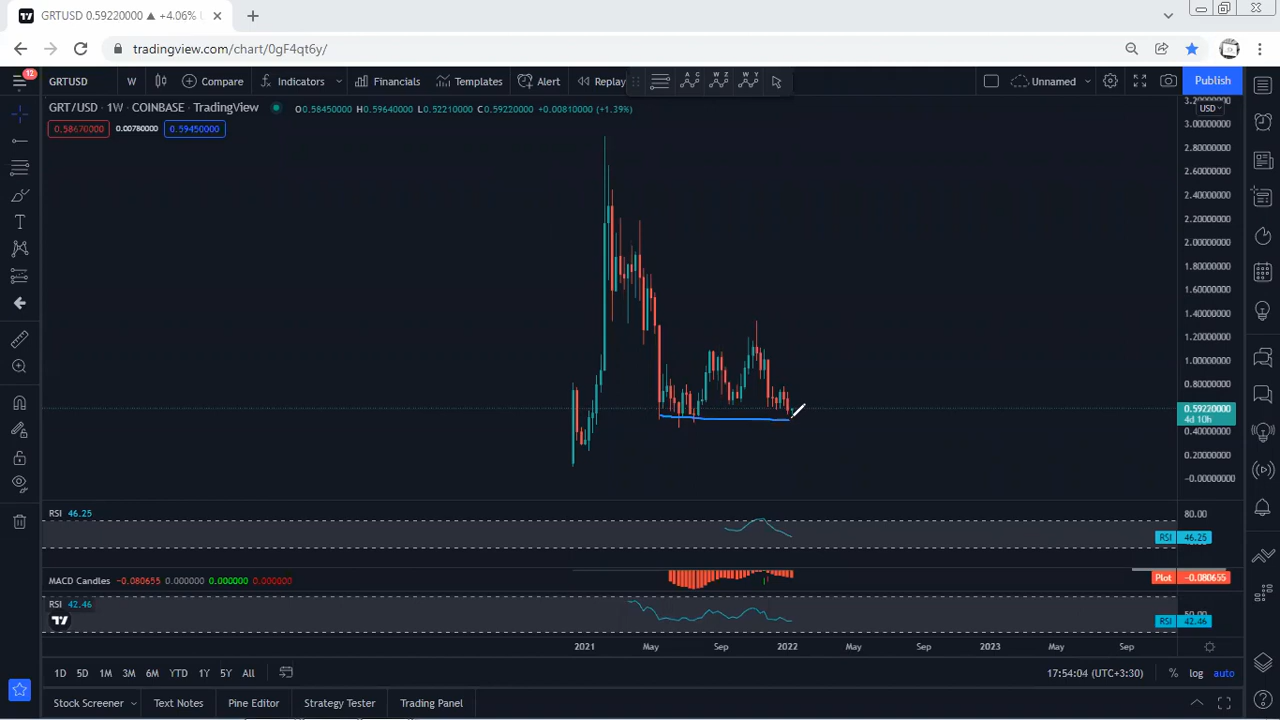 GRTUSD 0.59220000 ▲ +4.06% U
tradingview.com/chart/0gF4qt6y/
12
GRTUSD W Compare Indicators Financials Templates Alert Replay A C W Z W Y Unnamed Publish
GRT/USD · 1W · COINBASE · TradingView O0.58450000 H0.59640000 L0.52210000 C0.59220000 +0.00810000 (+1.39%)
0.58670000 0.00780000 0.59450000
USD
3.00000000
2.80000000
2.60000000
2.40000000
2.20000000
2.00000000
1.80000000
1.60000000
1.40000000
1.20000000
1.00000000
0.80000000
0.59220000
4d 10h
0.40000000
0.20000000
−0.00000000
RSI 46.25
80.00
RSI 46.25
MACD Candles −0.080655 0.000000 0.000000 0.000000
Plot −0.080655
RSI 42.46
RSI 42.46
2021 May Sep 2022 May Sep 2023 May Sep
1D 5D 1M 3M 6M YTD 1Y 5Y All 17:54:04 (UTC+3:30) % log auto
Stock Screener Text Notes Pine Editor Strategy Tester Trading Panel